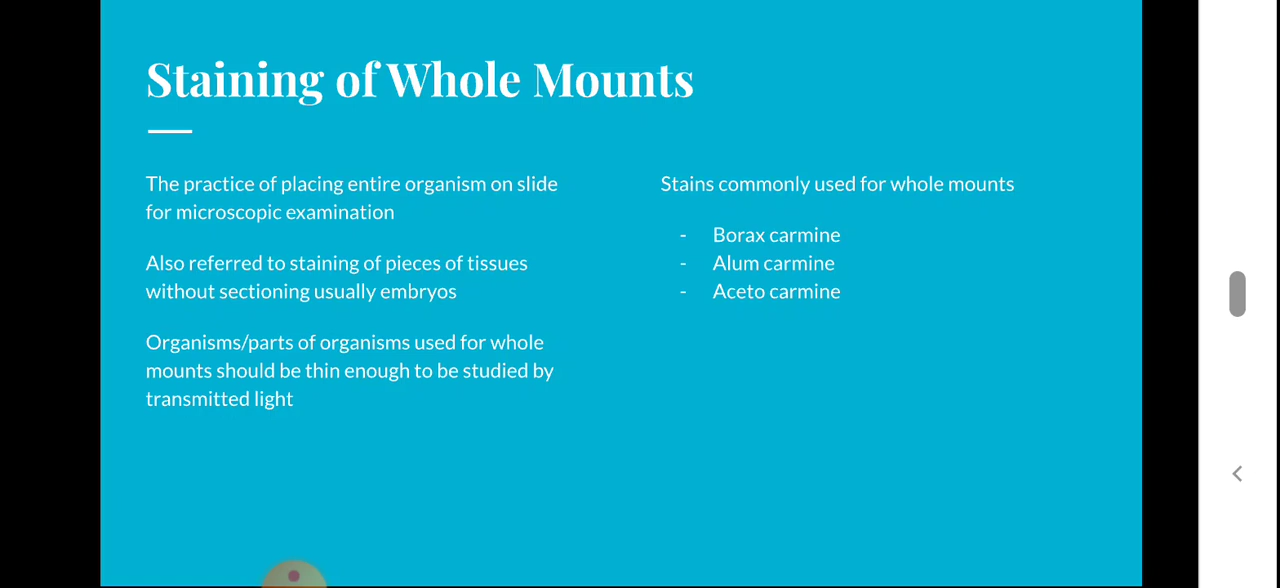 Staining of Whole Mounts
The practice of placing entire organism on slide
for microscopic examination
Also referred to staining of pieces of tissues
without sectioning usually embryos
Organisms/parts of organisms used for whole
mounts should be thin enough to be studied by
transmitted light
Stains commonly used for whole mounts
- Borax carmine
- Alum carmine
- Aceto carmine